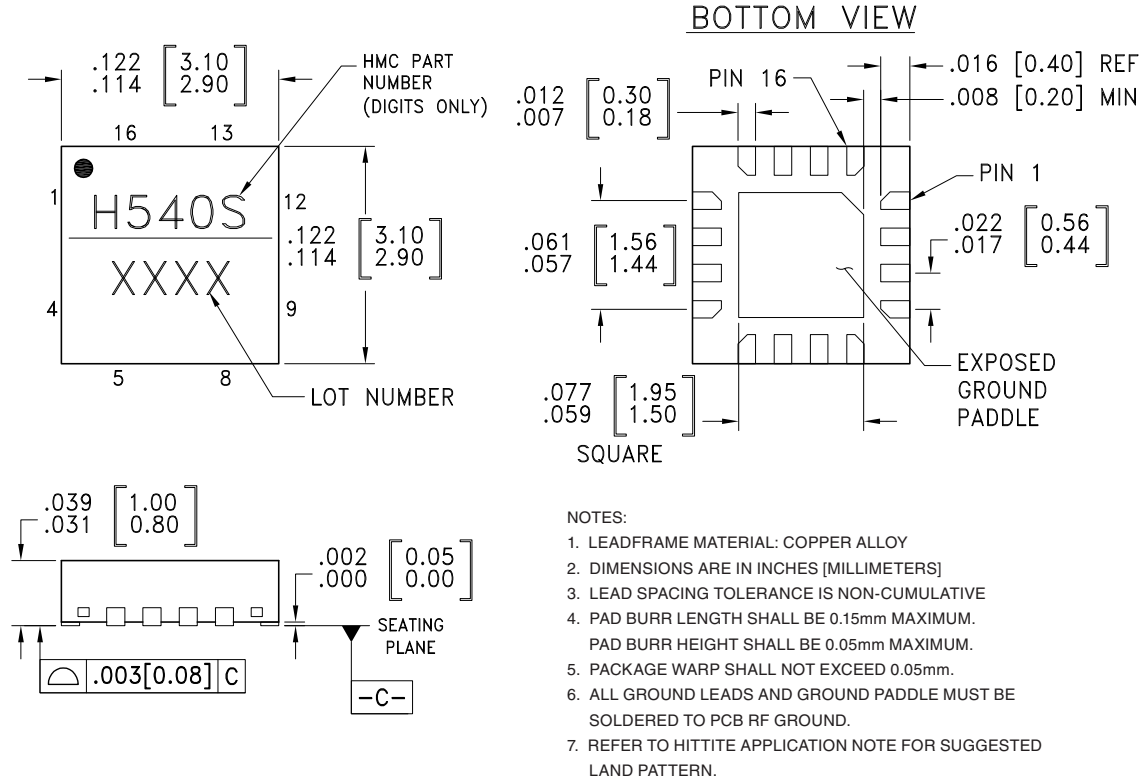 BOTTOM VIEW
.122 [3.10]
.114 [2.90]
HMC PART
NUMBER
(DIGITS ONLY)
16
13
1
12
H540S
XXXX
4
9
5
8
.122 [3.10]
.114 [2.90]
LOT NUMBER
PIN 16
.016 [0.40] REF
.008 [0.20] MIN
.012 [0.30]
.007 [0.18]
PIN 1
.022 [0.56]
.017 [0.44]
.061 [1.56]
.057 [1.44]
EXPOSED
GROUND
PADDLE
.077 [1.95]
.059 [1.50]
SQUARE
.039 [1.00]
.031 [0.80]
.002 [0.05]
.000 [0.00]
SEATING
PLANE
.003[0.08] C
-C-
NOTES:
1. LEADFRAME MATERIAL: COPPER ALLOY
2. DIMENSIONS ARE IN INCHES [MILLIMETERS]
3. LEAD SPACING TOLERANCE IS NON-CUMULATIVE
4. PAD BURR LENGTH SHALL BE 0.15mm MAXIMUM.
PAD BURR HEIGHT SHALL BE 0.05mm MAXIMUM.
5. PACKAGE WARP SHALL NOT EXCEED 0.05mm.
6. ALL GROUND LEADS AND GROUND PADDLE MUST BE
SOLDERED TO PCB RF GROUND.
7. REFER TO HITTITE APPLICATION NOTE FOR SUGGESTED
LAND PATTERN.